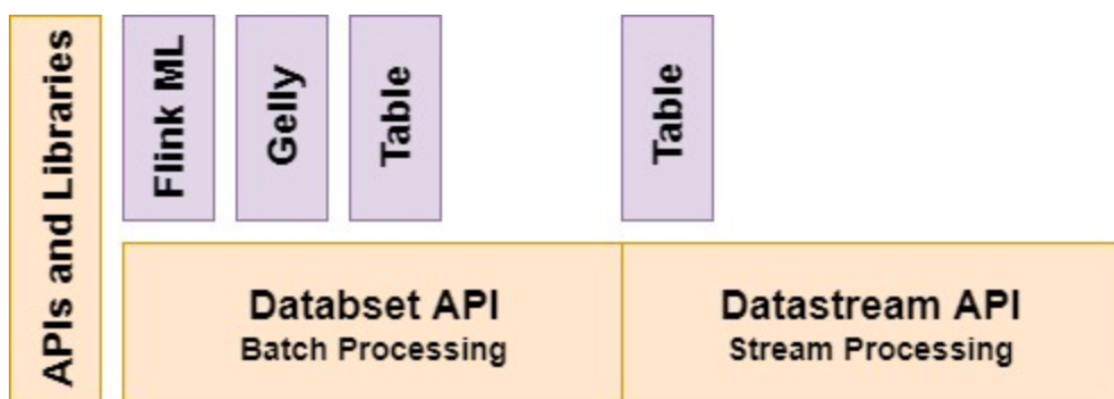 APIs and Libraries
Flink ML
Gelly
Table
Table
Databset API
Batch Processing
Datastream API
Stream Processing